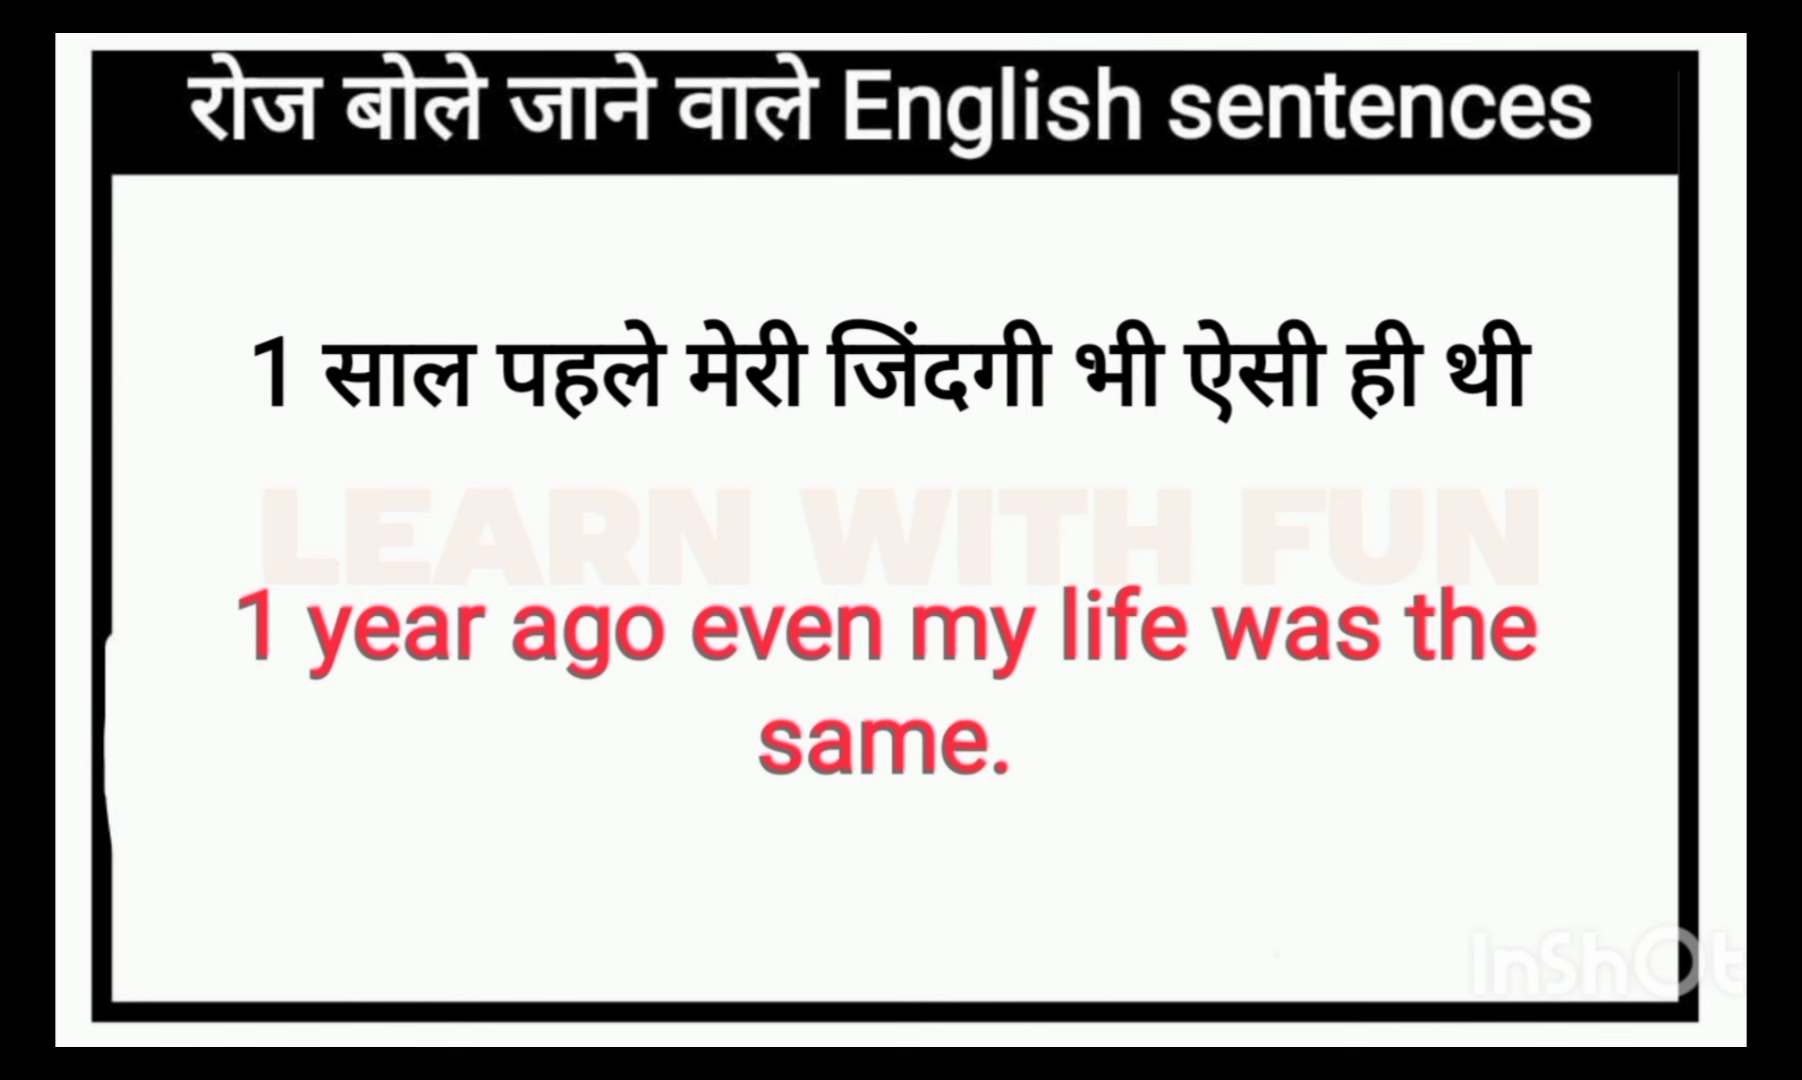 रोज बोले जाने वाले English sentences
1 साल पहले मेरी जिंदगी भी ऐसी ही थी
LEARN WITH FUN
1 year ago even my life was the
same.
InShOt